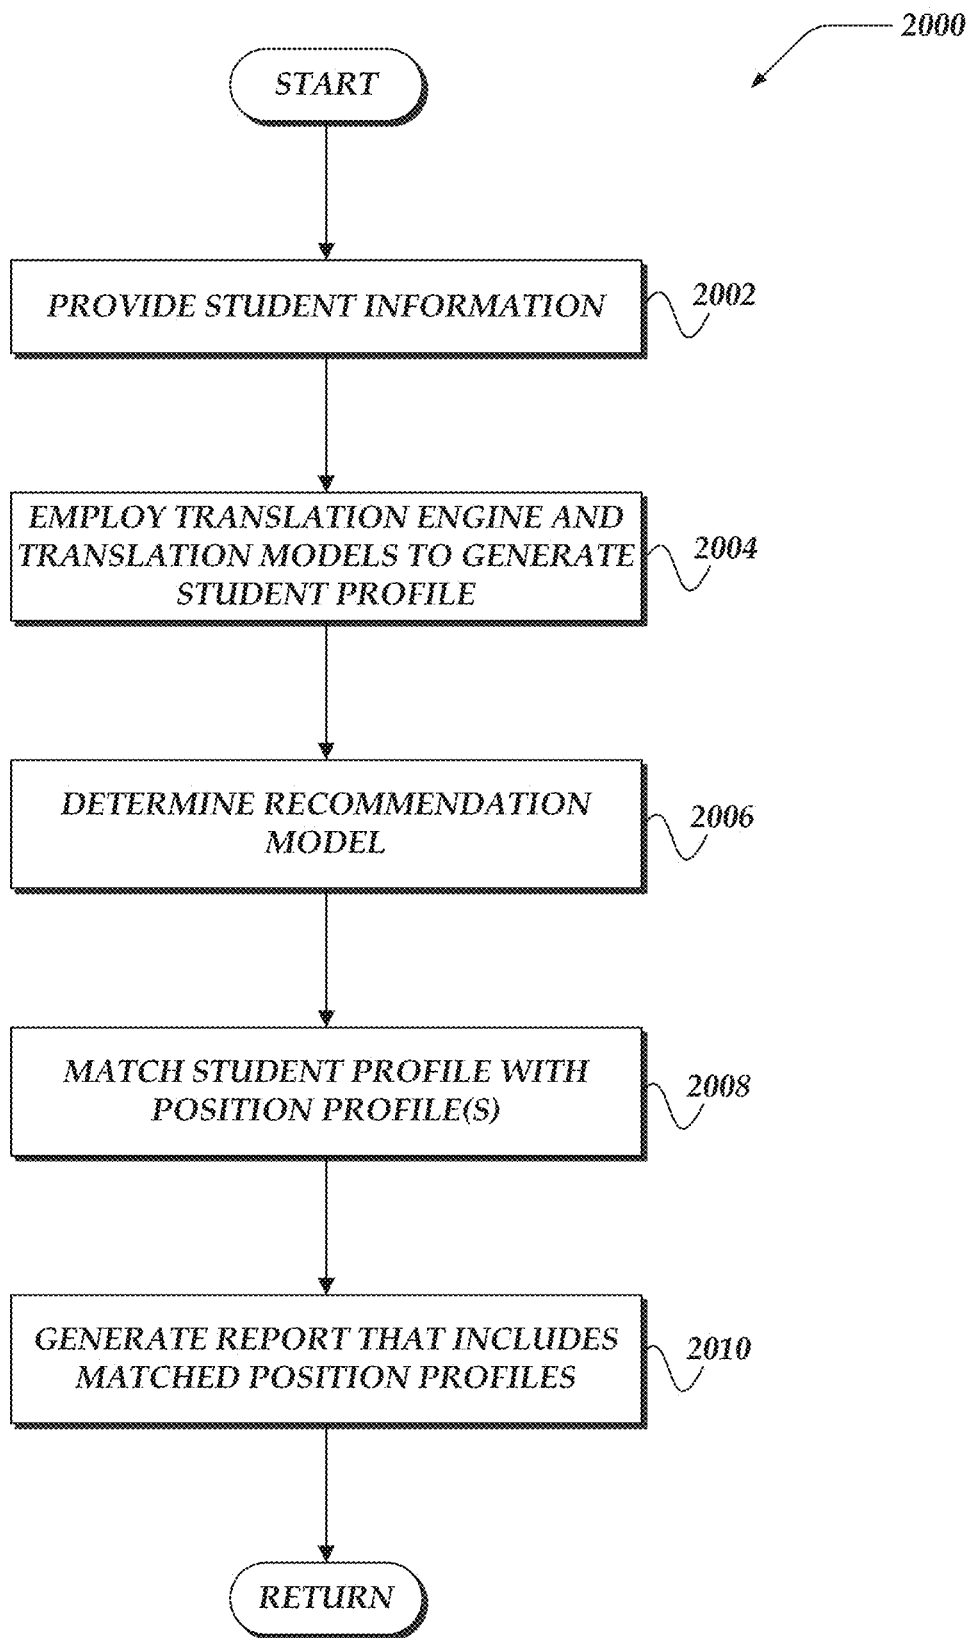 2000
START
PROVIDE STUDENT INFORMATION
2002
EMPLOY TRANSLATION ENGINE AND
TRANSLATION MODELS TO GENERATE
STUDENT PROFILE
2004
DETERMINE RECOMMENDATION
MODEL
2006
MATCH STUDENT PROFILE WITH
POSITION PROFILE(S)
2008
GENERATE REPORT THAT INCLUDES
MATCHED POSITION PROFILES
2010
RETURN